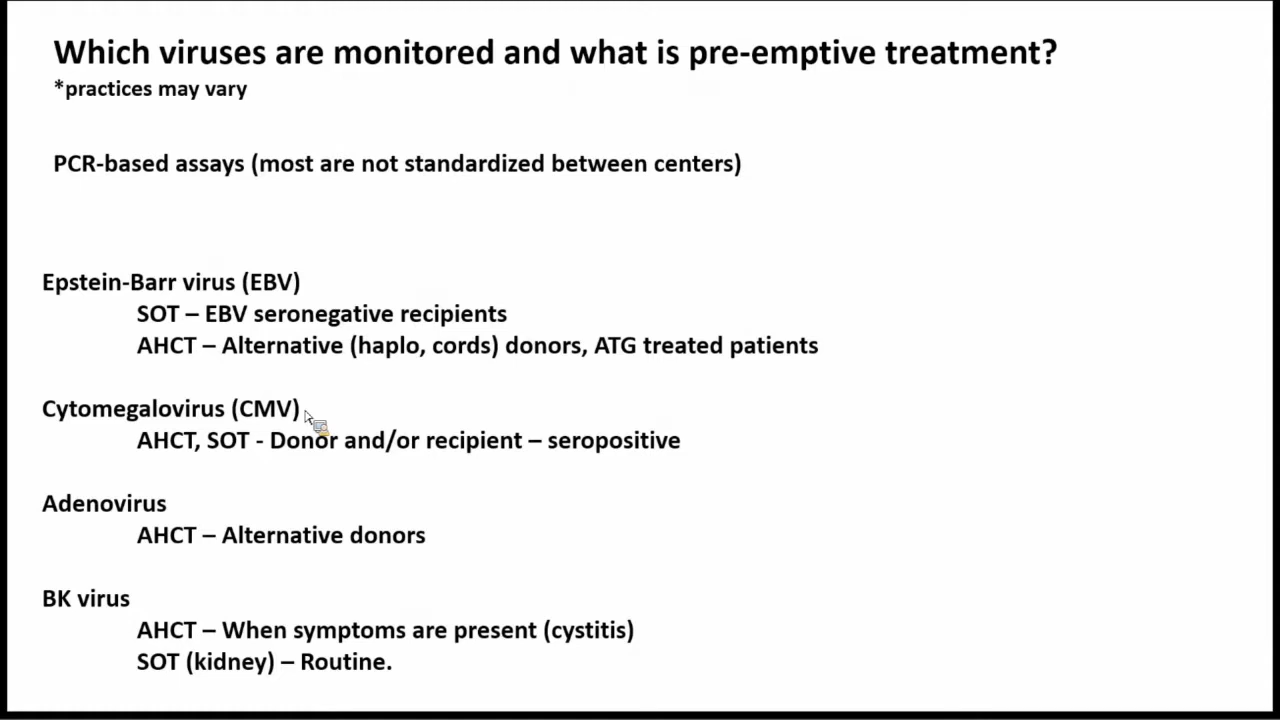 Which viruses are monitored and what is pre-emptive treatment?
*practices may vary
PCR-based assays (most are not standardized between centers)
Epstein-Barr virus (EBV)
SOT – EBV seronegative recipients
AHCT – Alternative (haplo, cords) donors, ATG treated patients
Cytomegalovirus (CMV)
AHCT, SOT - Donor and/or recipient – seropositive
Adenovirus
AHCT – Alternative donors
BK virus
AHCT – When symptoms are present (cystitis)
SOT (kidney) – Routine.